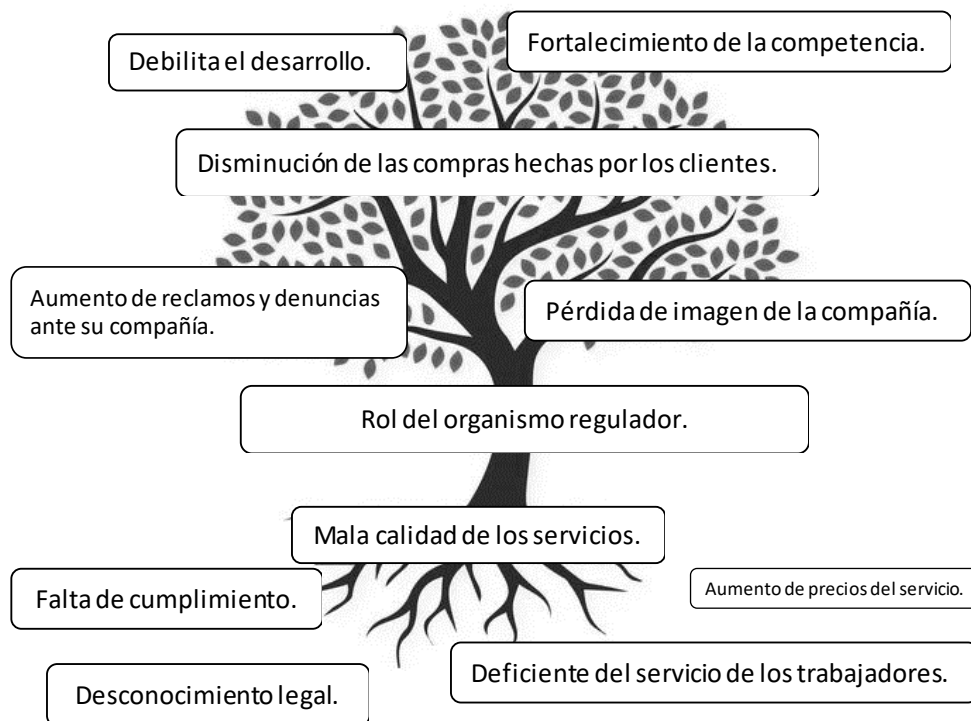 Debilita el desarrollo.
Fortalecimiento de la competencia.
Disminución de las compras hechas por los clientes.
Aumento de reclamos y denuncias
ante su compañía.
Pérdida de imagen de la compañía.
Rol del organismo regulador.
Mala calidad de los servicios.
Falta de cumplimiento.
Aumento de precios del servicio.
Desconocimiento legal.
Deficiente del servicio de los trabajadores.